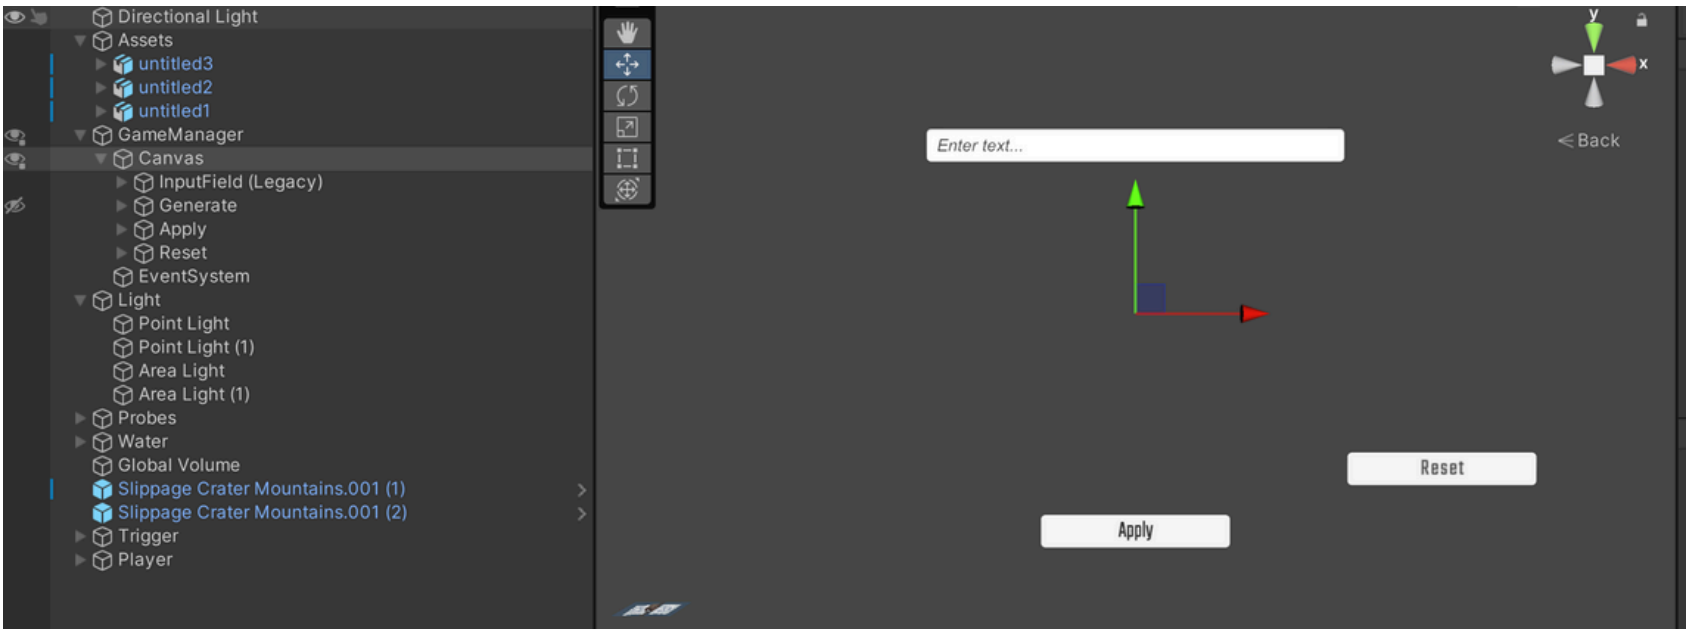 Directional Light
Assets
untitled3
untitled2
untitled1
GameManager
Canvas
InputField (Legacy)
Generate
Apply
Reset
EventSystem
Light
Point Light
Point Light (1)
Area Light
Area Light (1)
Probes
Water
Global Volume
Slippage Crater Mountains.001 (1)
Slippage Crater Mountains.001 (2)
Trigger
Player
y
x
Back
Enter text...
Reset
Apply